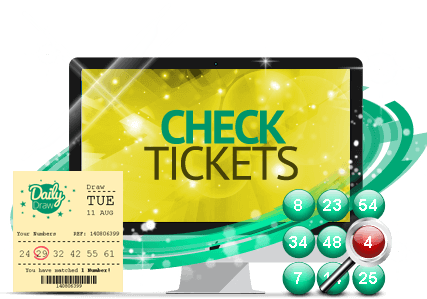 CHECK
TICKETS
Daily
Draw
Draw
TUE
11 AUG
Your Numbers REF: 140806399
24 29 32 42 55 61
You have matched 1 Number!
140806399
8 23 54
34 48 4
7 25